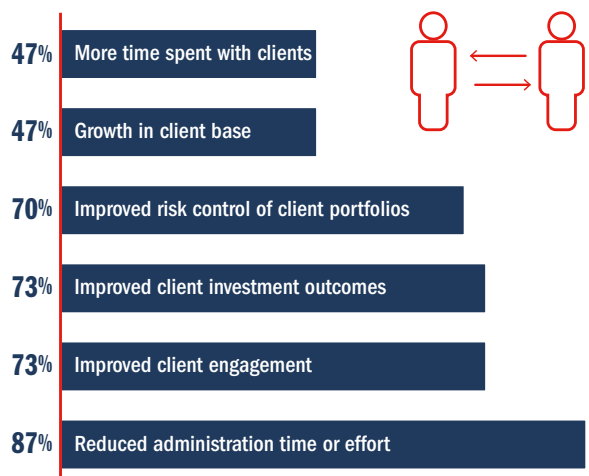 47% More time spent with clients
47% Growth in client base
70% Improved risk control of client portfolios
73% Improved client investment outcomes
73% Improved client engagement
87% Reduced administration time or effort